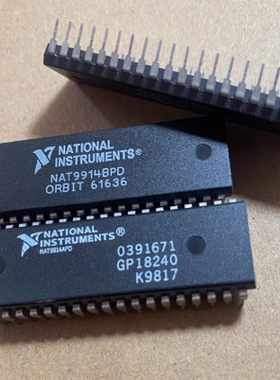 NATIONAL
INSTRUMENTS®
NAT9914BPD
ORBIT 61636
NATIONAL
INSTRUMENTS®
NAT9914APD
0391671
GP18240
K9817